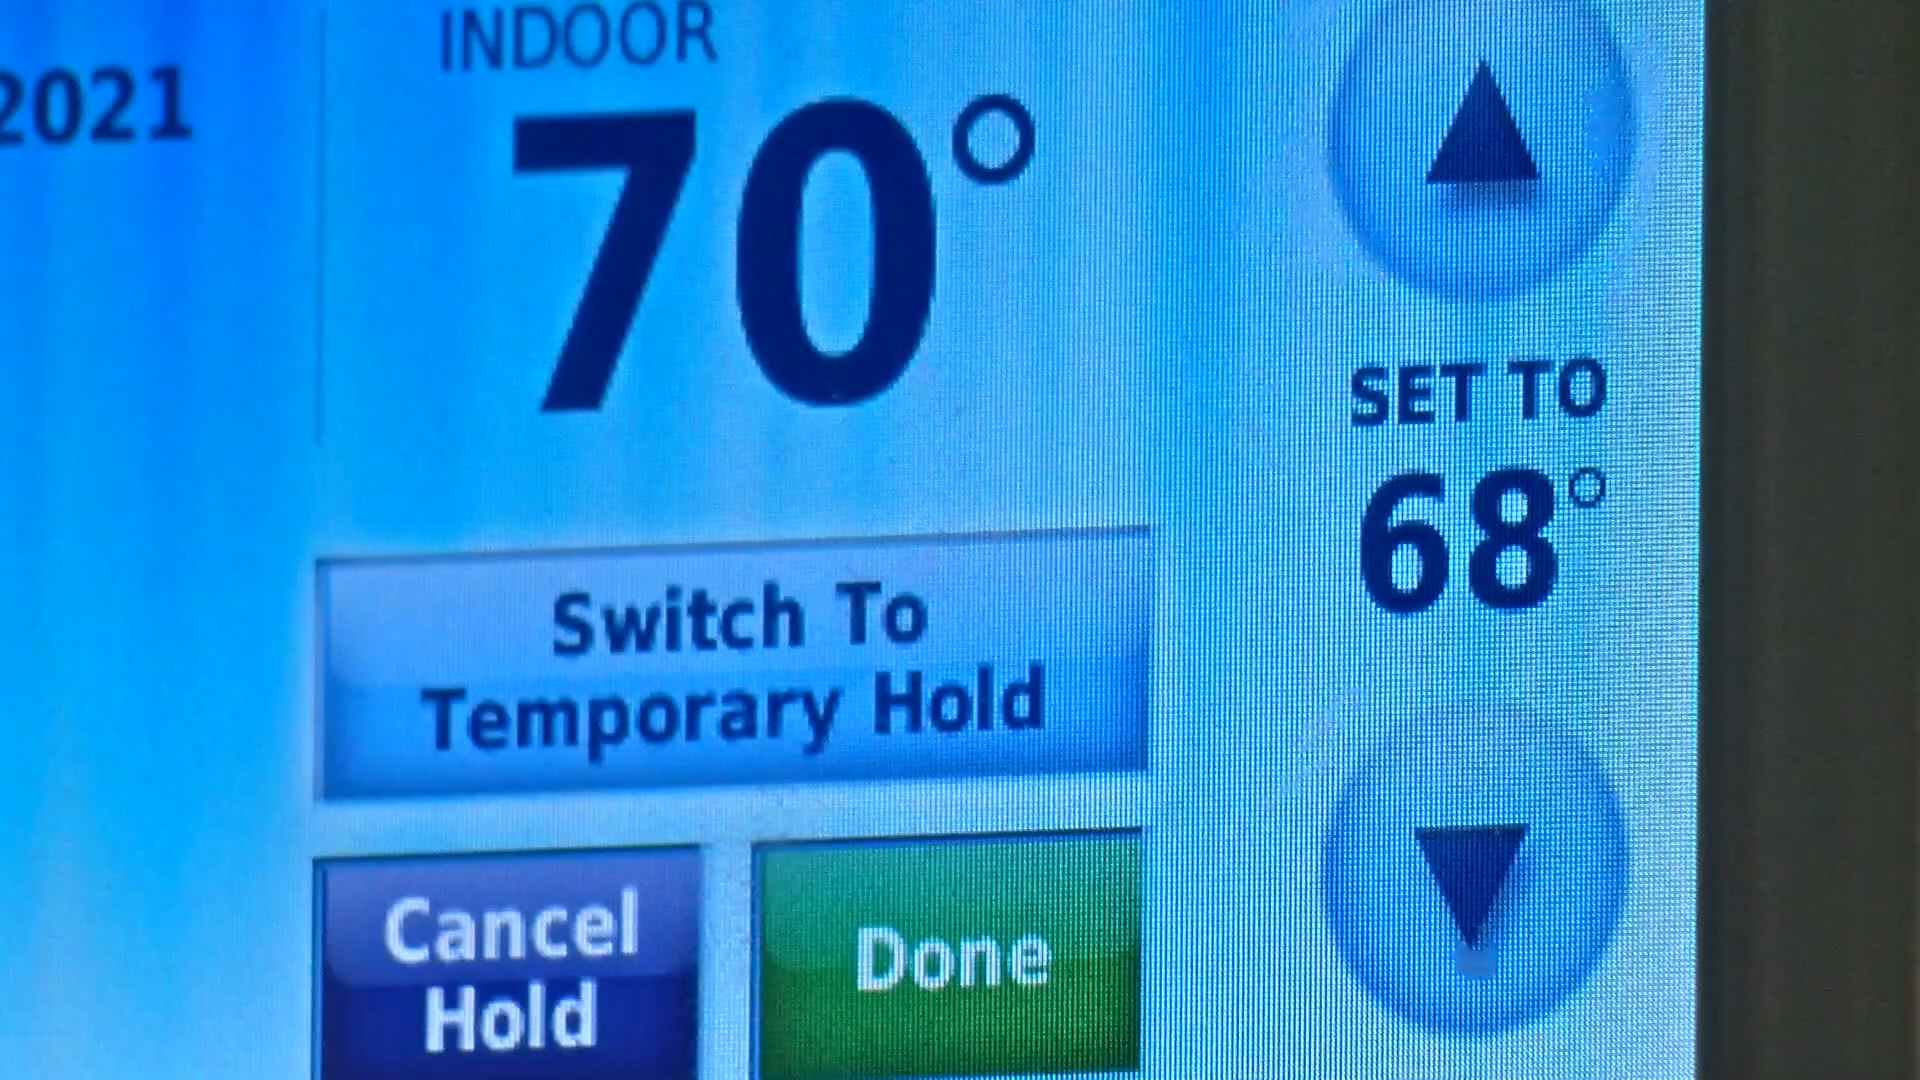 2021
INDOOR
70°
SET TO
68°
Switch To
Temporary Hold
Cancel
Hold
Done